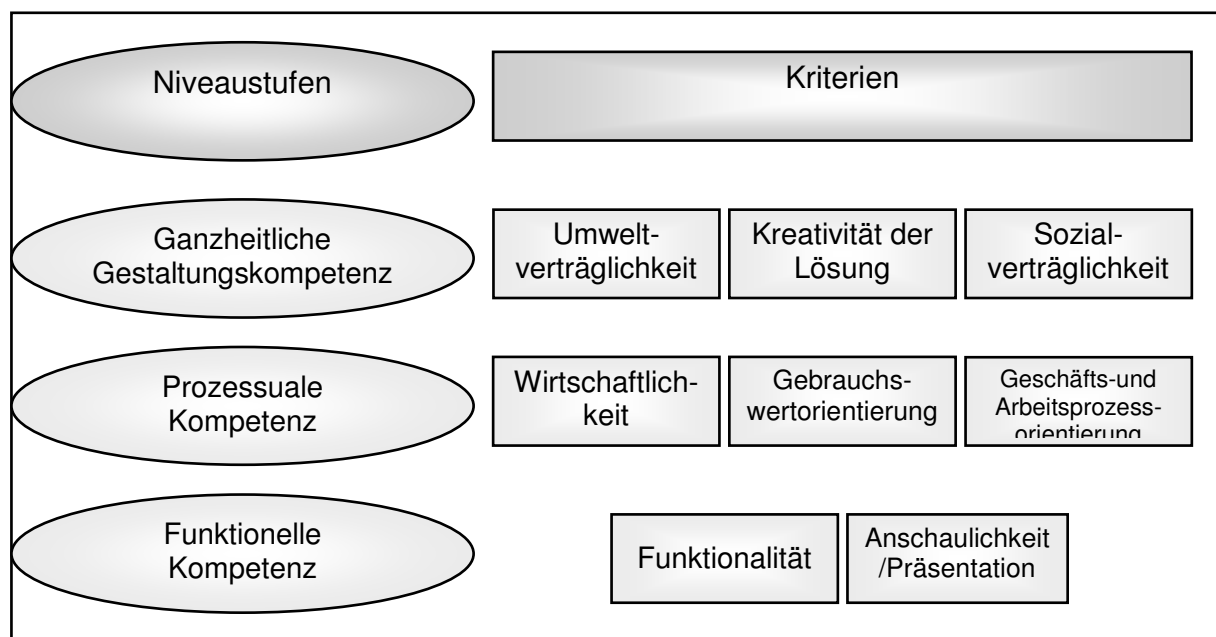 Niveaustufen
Kriterien
Ganzheitliche
Gestaltungskompetenz
Umwelt-
verträglichkeit
Kreativität der
Lösung
Sozial-
verträglichkeit
Prozessuale
Kompetenz
Wirtschaftlich-
keit
Gebrauchs-
wertorientierung
Geschäfts-und
Arbeitsprozess-
orientierung
Funktionelle
Kompetenz
Funktionalität
Anschaulichkeit
/Präsentation